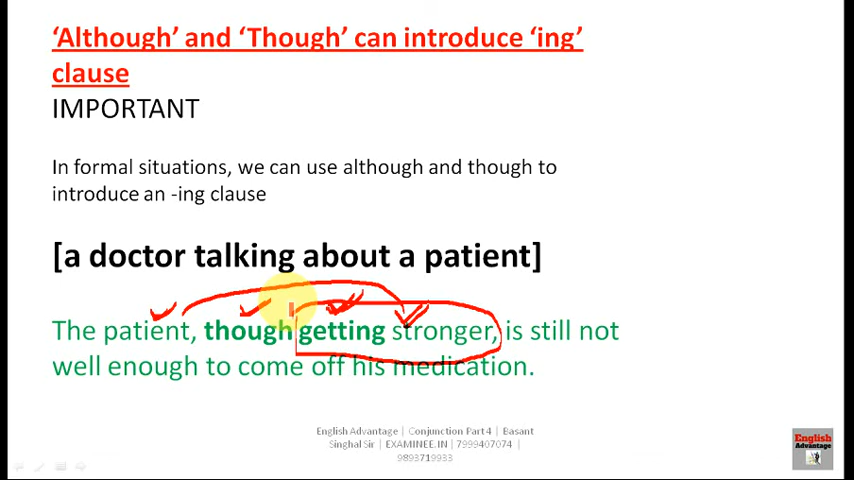 ‘Although’ and ‘Though’ can introduce ‘ing’
clause
IMPORTANT
In formal situations, we can use although and though to
introduce an -ing clause
[a doctor talking about a patient]
The patient, though getting stronger, is still not
well enough to come off his medication.
English Advantage | Conjunction Part 4 | Basant
Singhal Sir | EXAMINEE.IN | 7999407074 |
9893719933
English
Advantage